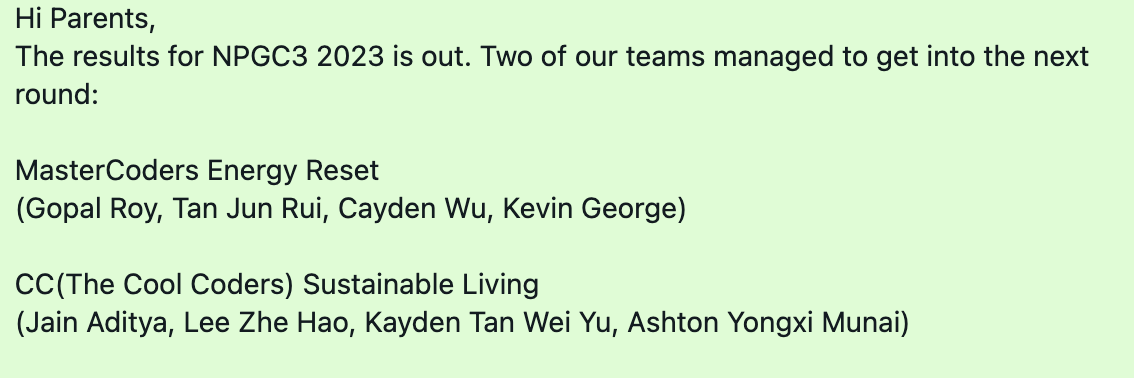 Hi Parents,
The results for NPGC3 2023 is out. Two of our teams managed to get into the next
round:
MasterCoders Energy Reset
(Gopal Roy, Tan Jun Rui, Cayden Wu, Kevin George)
CC(The Cool Coders) Sustainable Living
(Jain Aditya, Lee Zhe Hao, Kayden Tan Wei Yu, Ashton Yongxi Munai)